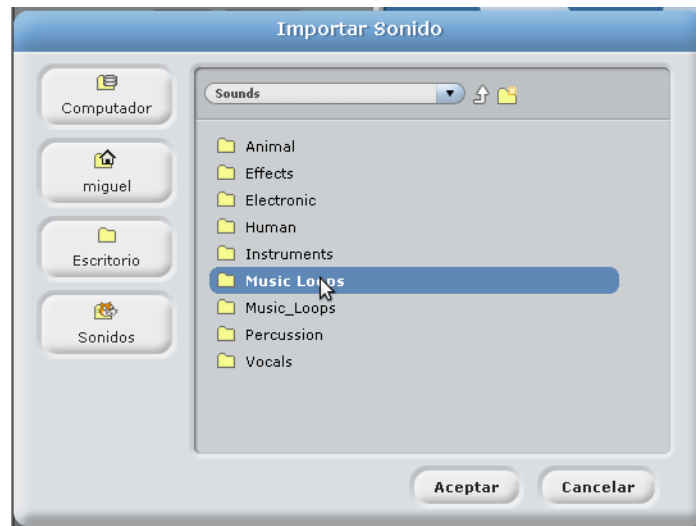 Importar Sonido
Computador
miguel
Escritorio
Sonidos
Sounds
Animal
Effects
Electronic
Human
Instruments
Music Loops
Music_Loops
Percussion
Vocals
Aceptar
Cancelar